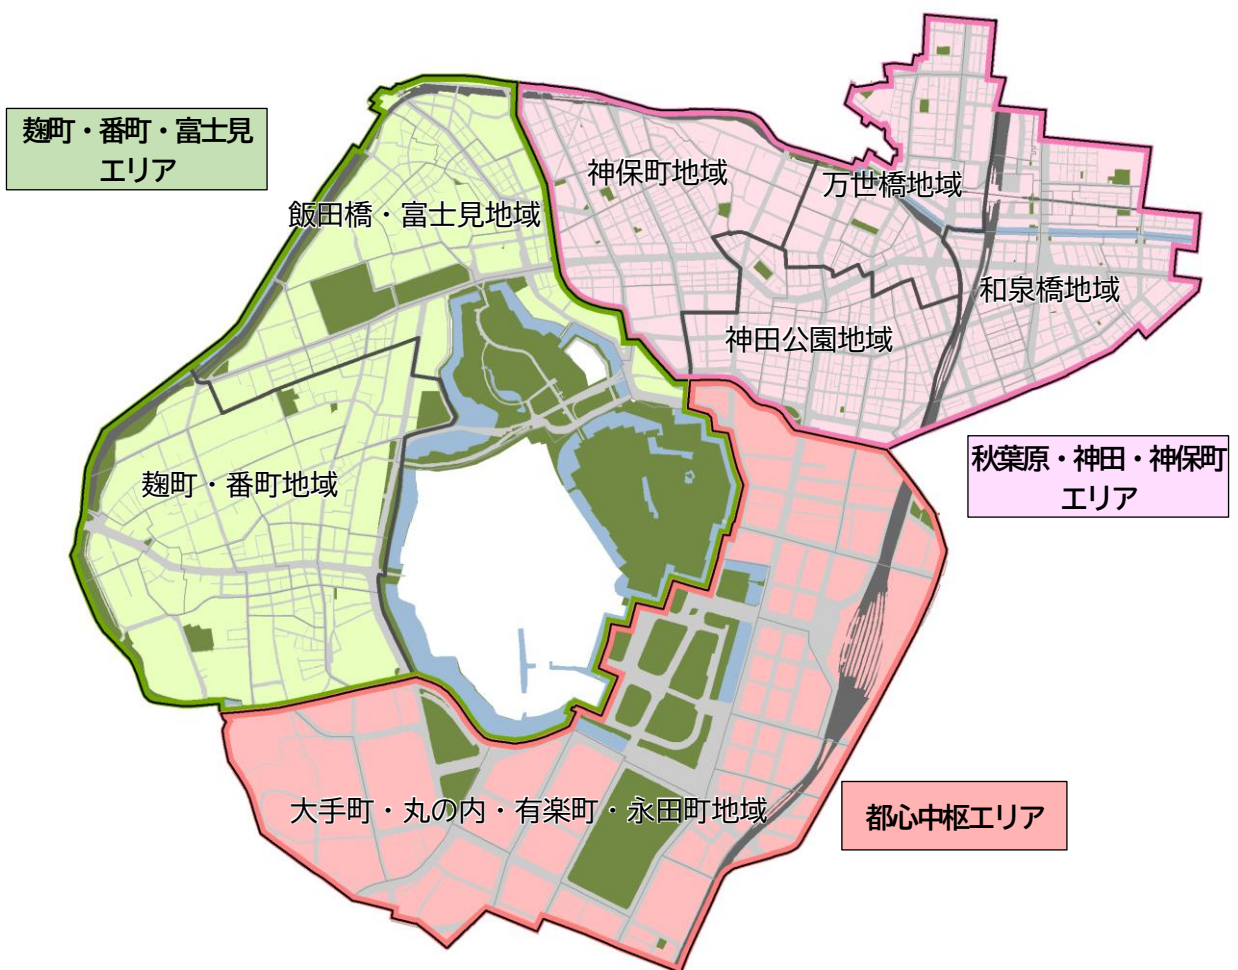 麹町・番町・富士見
エリア
神保町地域
万世橋地域
飯田橋・富士見地域
和泉橋地域
神田公園地域
秋葉原・神田・神保町
エリア
麹町・番町地域
大手町・丸の内・有楽町・永田町地域
都心中枢エリア